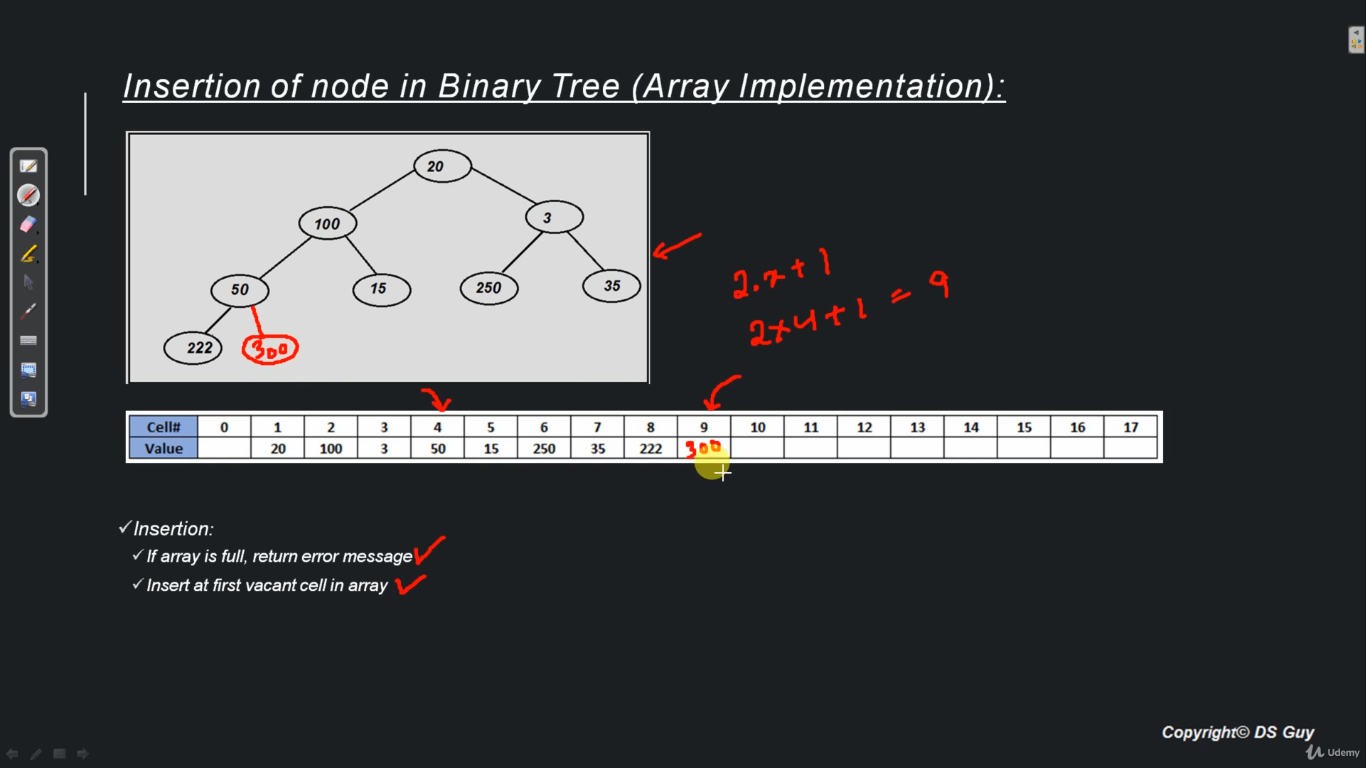 Insertion of node in Binary Tree (Array Implementation):
20
100 3
50 15 250 35
222 300
2.x+1
2x4+1 = 9
Cell# 0 1 2 3 4 5 6 7 8 9 10 11 12 13 14 15 16 17
Value 20 100 3 50 15 250 35 222 300
✓Insertion:
✓If array is full, return error message
✓Insert at first vacant cell in array
Copyright© DS Guy
Udemy